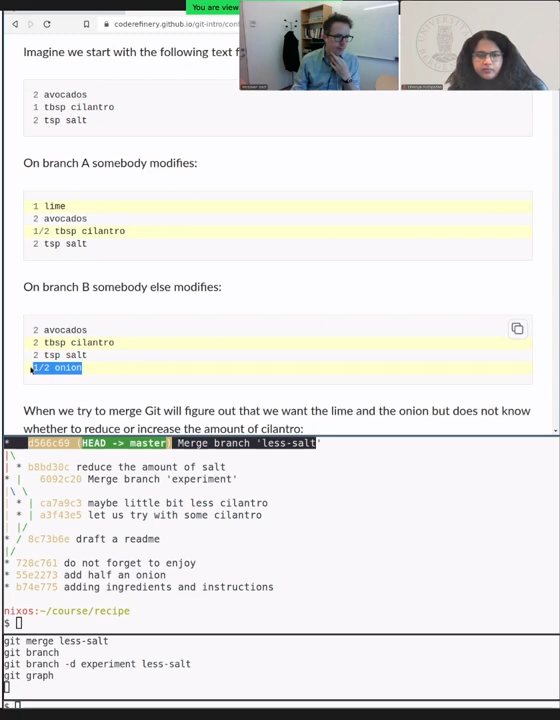 You are view
coderefinery.github.io/git-intro/con
Imagine we start with the following text f
2 avocados
1 tbsp cilantro
2 tsp salt
On branch A somebody modifies:
1 lime
2 avocados
1/2 tbsp cilantro
2 tsp salt
On branch B somebody else modifies:
2 avocados
2 tbsp cilantro
2 tsp salt
1/2 onion
When we try to merge Git will figure out that we want the lime and the onion but does not know
whether to reduce or increase the amount of cilantro:
*   d566c69 (HEAD -> master) Merge branch 'less-salt'
|\
| * b8bd30c reduce the amount of salt
* |   6092c20 Merge branch 'experiment'
|\ \
| * | ca7a9c3 maybe little bit less cilantro
| * | a3f43e5 let us try with some cilantro
| |/
* / 8c73b6e draft a readme
|/
* 728c761 do not forget to enjoy
* 55e2273 add half an onion
* b74e775 adding ingredients and instructions
nixos:~/course/recipe
$
git merge less-salt
git branch
git branch -d experiment less-salt
git graph
$